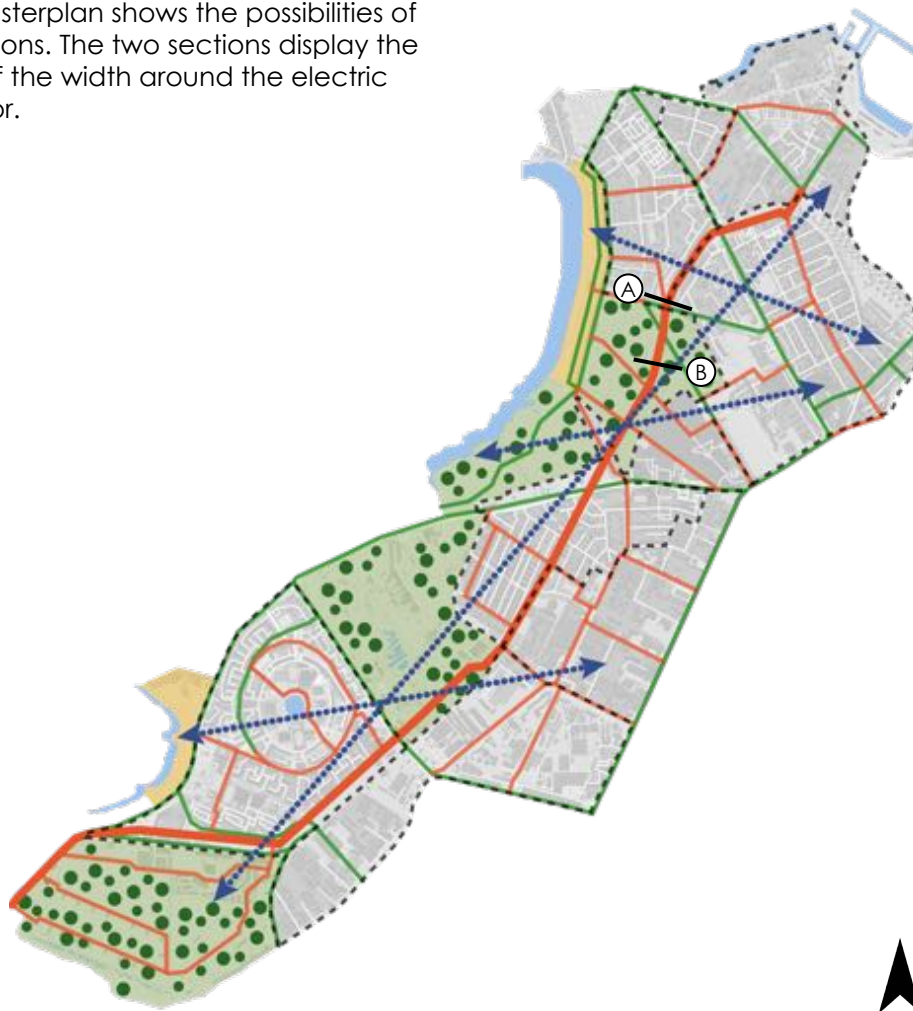 sterplan shows the possibilities of
ons. The two sections display the
f the width around the electric
or.
A
B